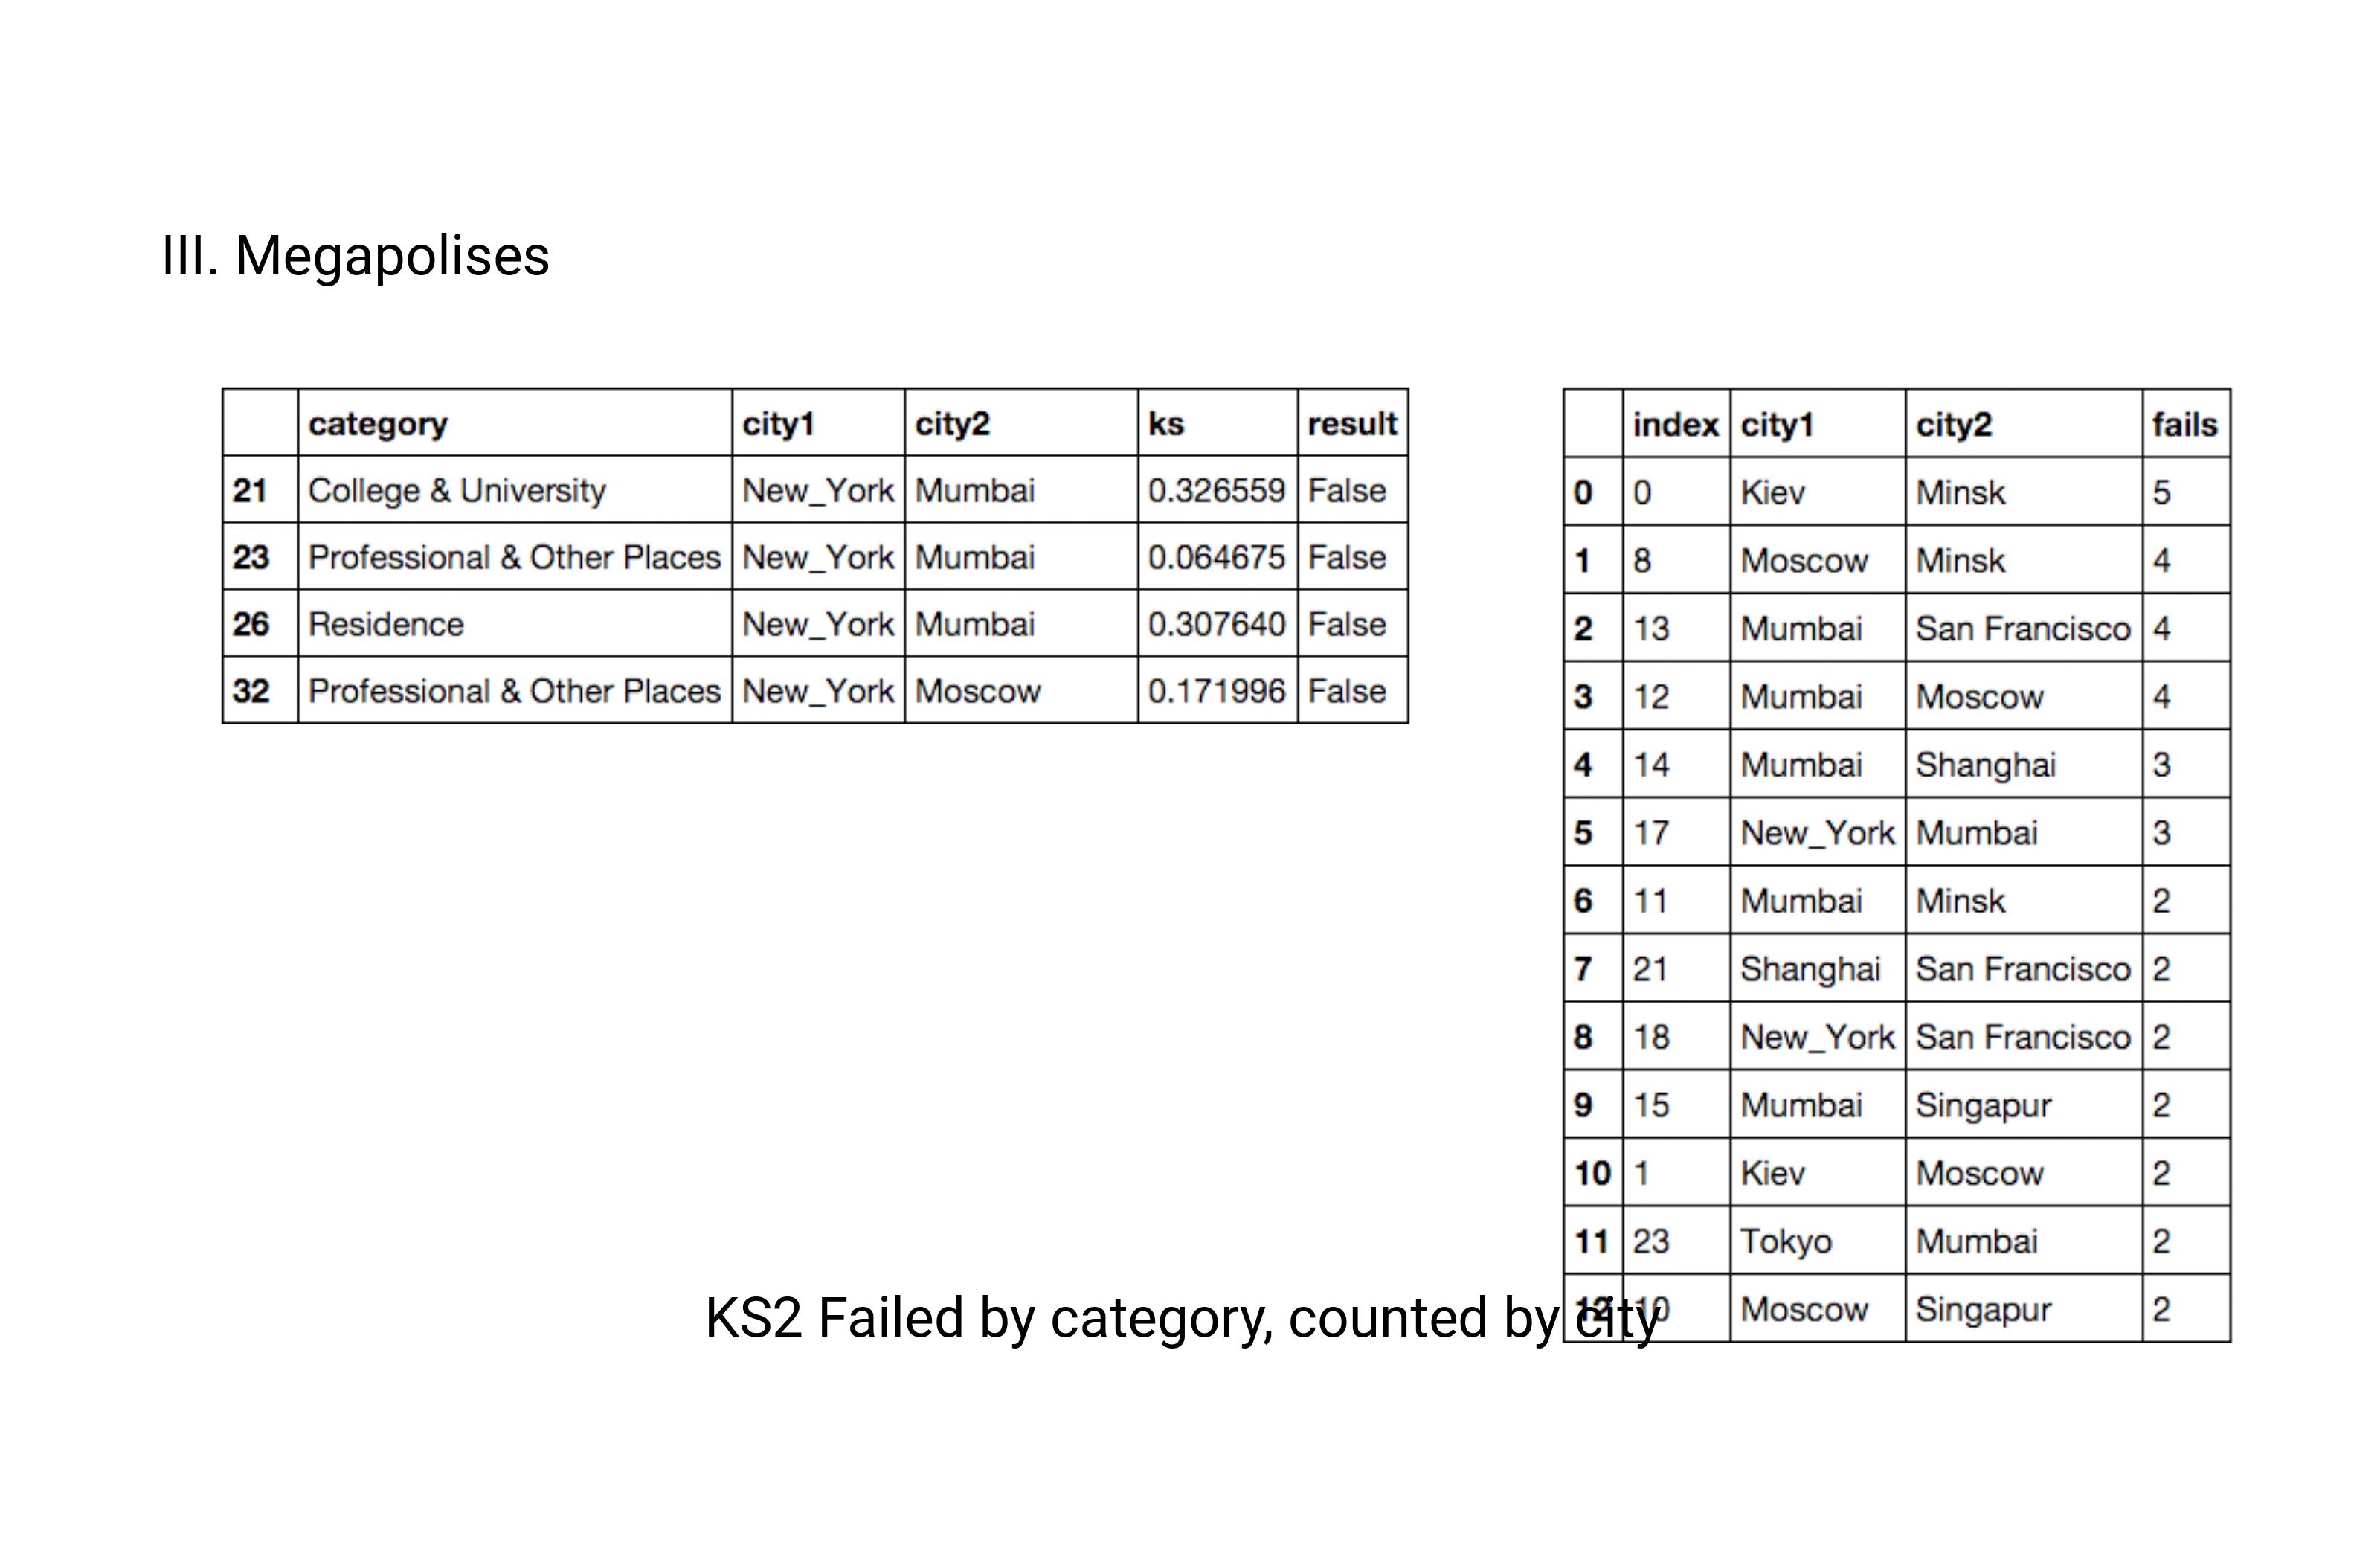 III. Megapolises
category city1 city2 ks result
21 College & University New_York Mumbai 0.326559 False
23 Professional & Other Places New_York Mumbai 0.064675 False
26 Residence New_York Mumbai 0.307640 False
32 Professional & Other Places New_York Moscow 0.171996 False
index city1 city2 fails
0 0 Kiev Minsk 5
1 8 Moscow Minsk 4
2 13 Mumbai San Francisco 4
3 12 Mumbai Moscow 4
4 14 Mumbai Shanghai 3
5 17 New_York Mumbai 3
6 11 Mumbai Minsk 2
7 21 Shanghai San Francisco 2
8 18 New_York San Francisco 2
9 15 Mumbai Singapur 2
10 1 Kiev Moscow 2
11 23 Tokyo Mumbai 2
12 10 Moscow Singapur 2
KS2 Failed by category, counted by city